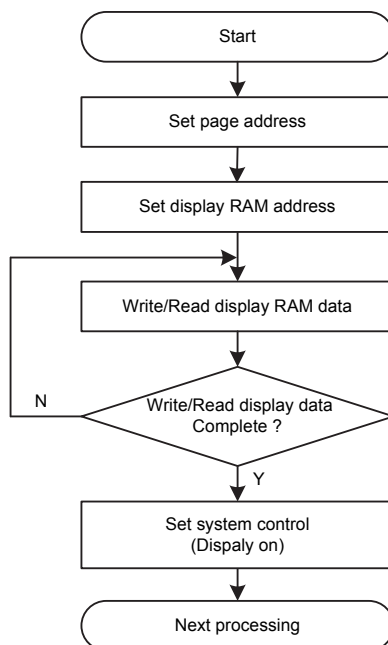 Start
Set page address
Set display RAM address
Write/Read display RAM data
Write/Read display data
Complete ?
N
Y
Set system control
(Dispaly on)
Next processing